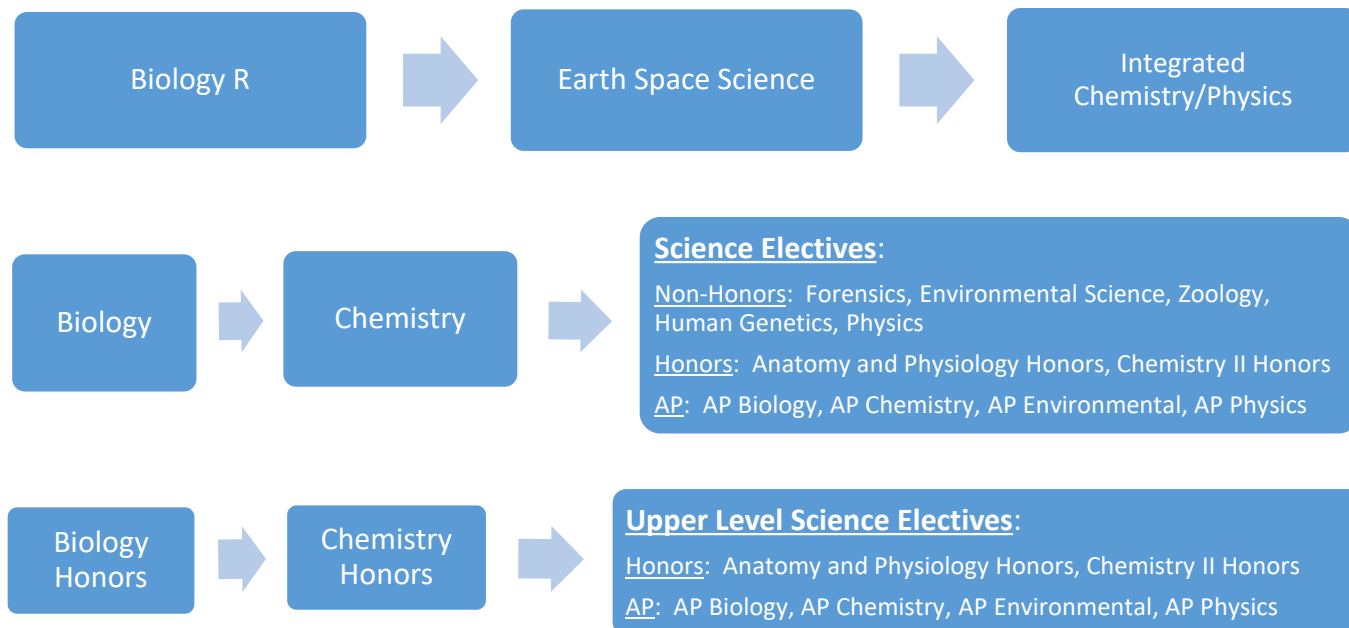 Biology R
Earth Space Science
Integrated
Chemistry/Physics
Biology
Chemistry
Science Electives:
Non-Honors:  Forensics, Environmental Science, Zoology,
Human Genetics, Physics
Honors:  Anatomy and Physiology Honors, Chemistry II Honors
AP:  AP Biology, AP Chemistry, AP Environmental, AP Physics
Biology
Honors
Chemistry
Honors
Upper Level Science Electives:
Honors:  Anatomy and Physiology Honors, Chemistry II Honors
AP:  AP Biology, AP Chemistry, AP Environmental, AP Physics